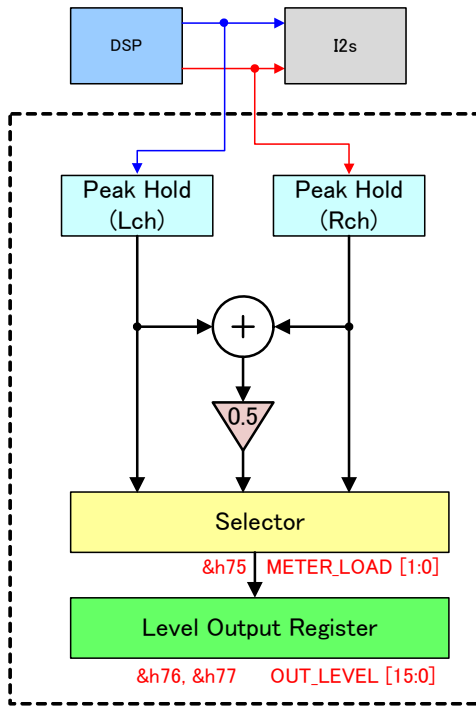 DSP
I2s
Peak Hold
(Lch)
Peak Hold
(Rch)
+
0.5
Selector
&h75 METER_LOAD [1:0]
Level Output Register
&h76, &h77 OUT_LEVEL [15:0]